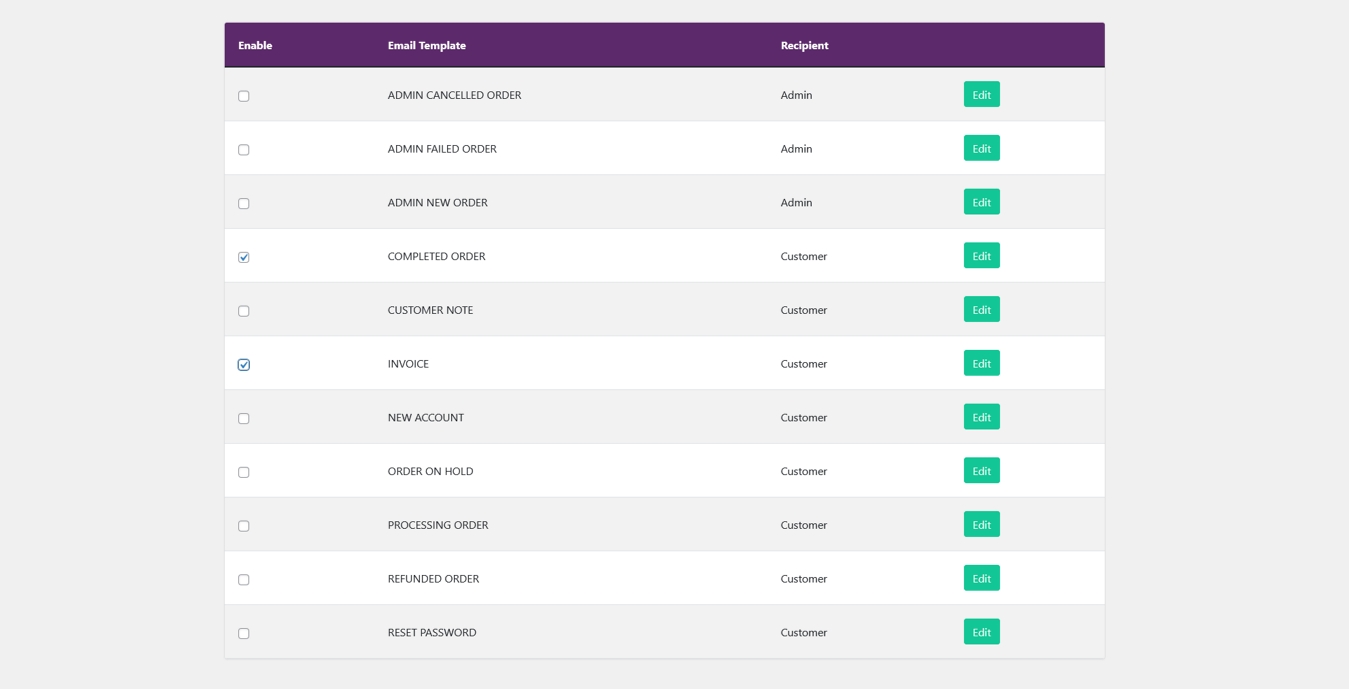 Enable Email Template Recipient
ADMIN CANCELLED ORDER Admin Edit
ADMIN FAILED ORDER Admin Edit
ADMIN NEW ORDER Admin Edit
COMPLETED ORDER Customer Edit
CUSTOMER NOTE Customer Edit
INVOICE Customer Edit
NEW ACCOUNT Customer Edit
ORDER ON HOLD Customer Edit
PROCESSING ORDER Customer Edit
REFUNDED ORDER Customer Edit
RESET PASSWORD Customer Edit